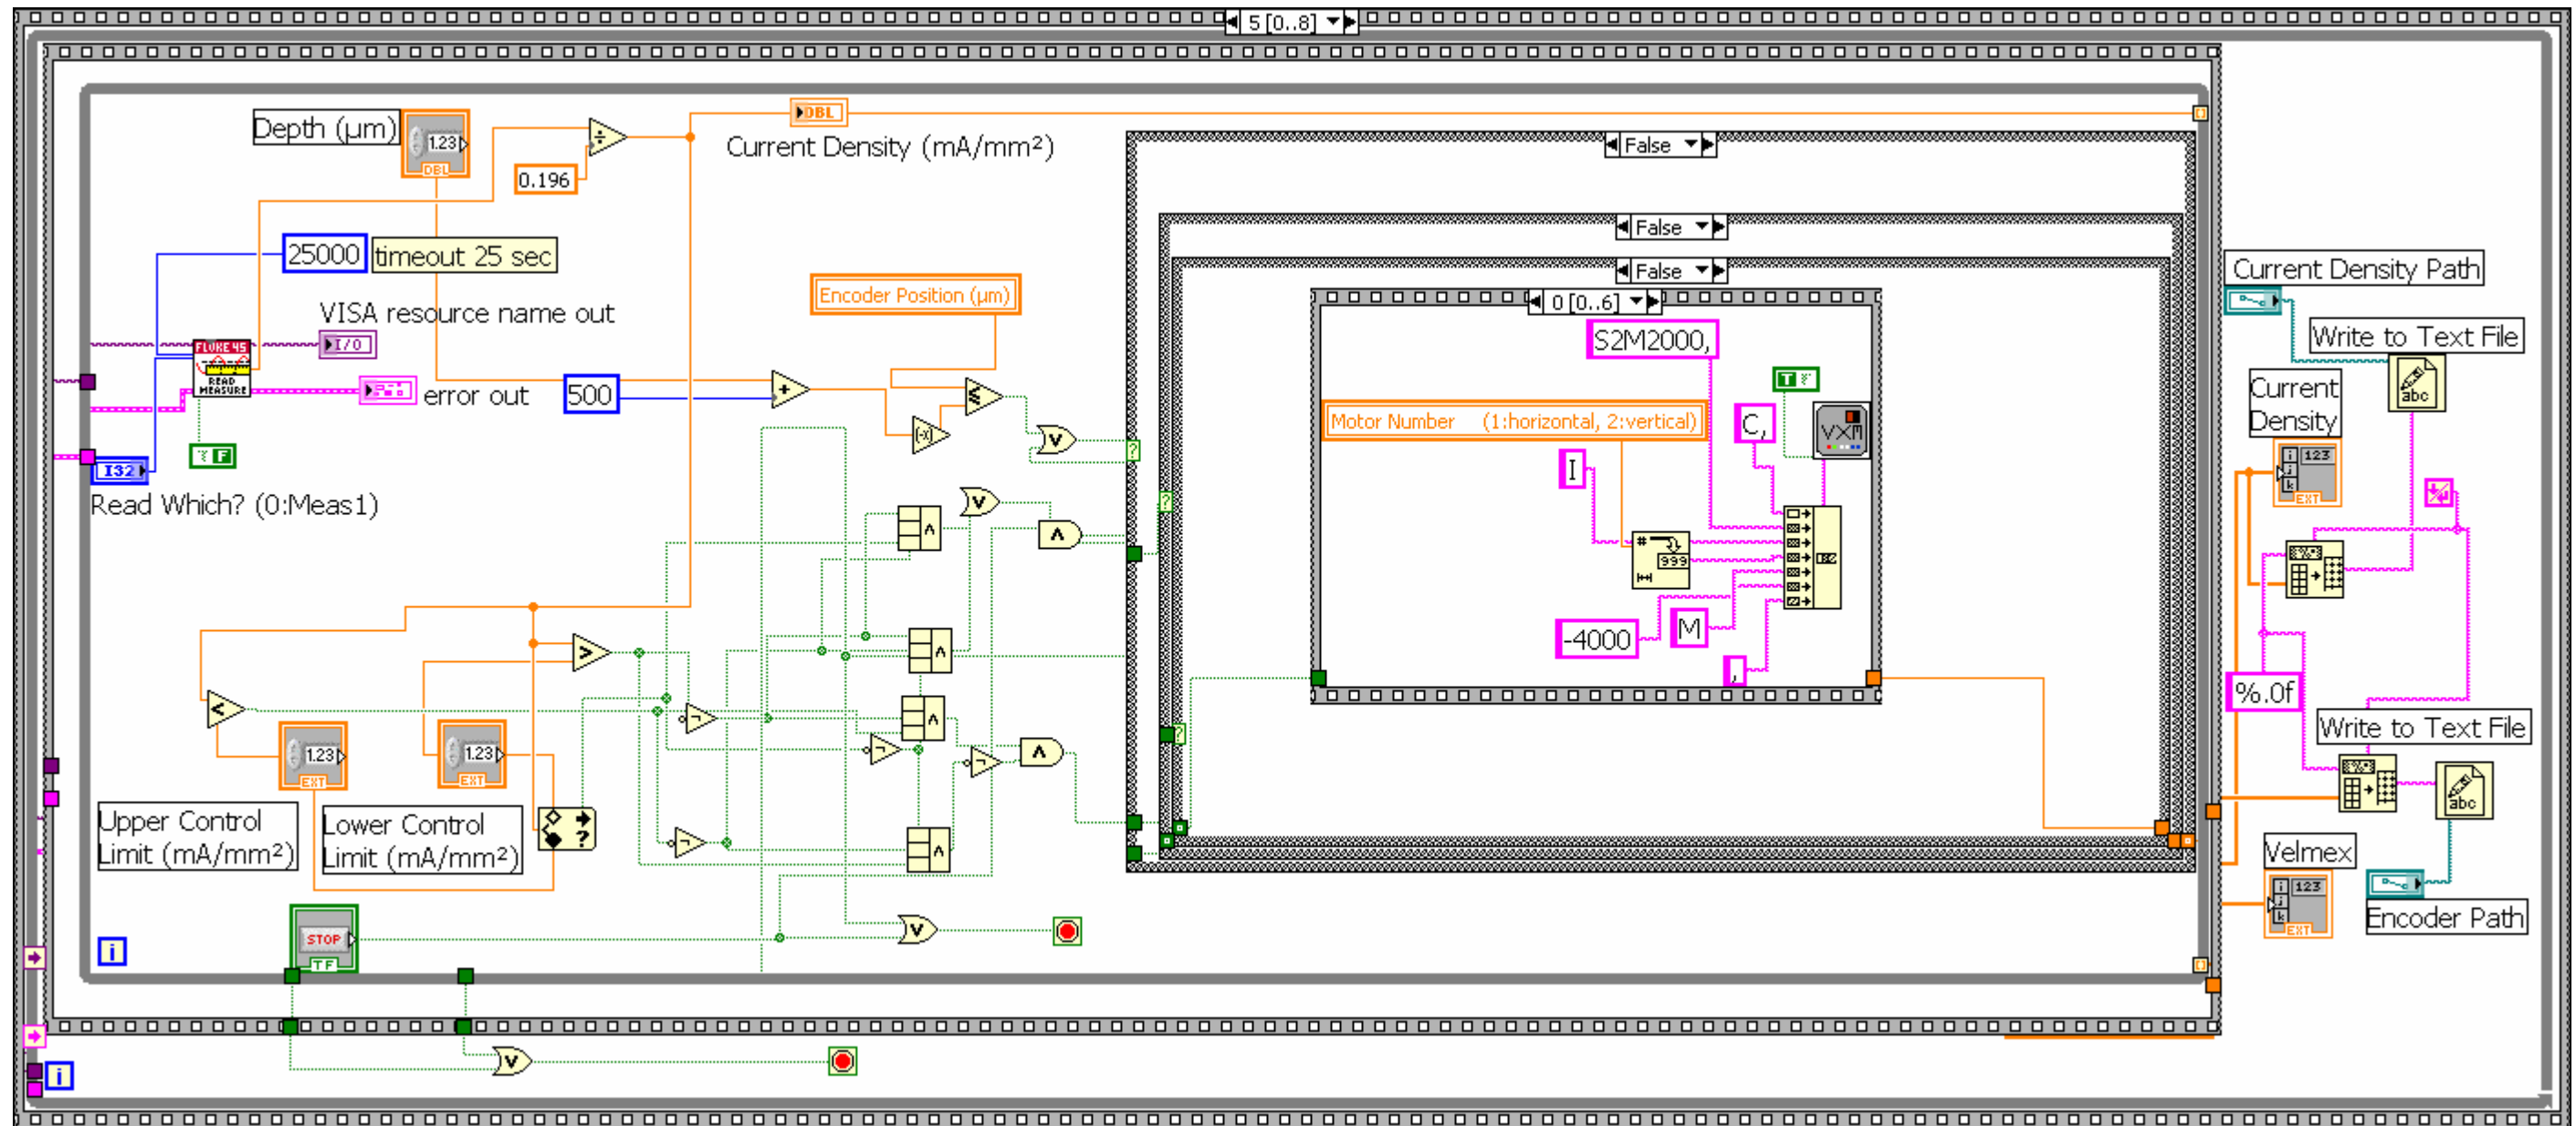 5 [0..8]
Depth (µm)
1.23
DBL
DBL
Current Density (mA/mm²)
0.196
False
False
False
25000
timeout 25 sec
Encoder Position (µm)
VISA resource name out
FLUKE 45
READ
MEASURE
I/O
error out
500
F
I32
Read Which? (0:Meas1)
0 [0..6]
S2M2000,
T
Motor Number (1:horizontal, 2:vertical)
C,
VXM
I
#
999
-4000
M
,
1.23
EXT
1.23
EXT
Upper Control
Limit (mA/mm²)
Lower Control
Limit (mA/mm²)
?
STOP
TF
i
i
Current Density Path
Write to Text File
abc
Current
Density
i
j
k
123
EXT
%.0f
Write to Text File
abc
Velmex
i
j
k
123
EXT
Encoder Path